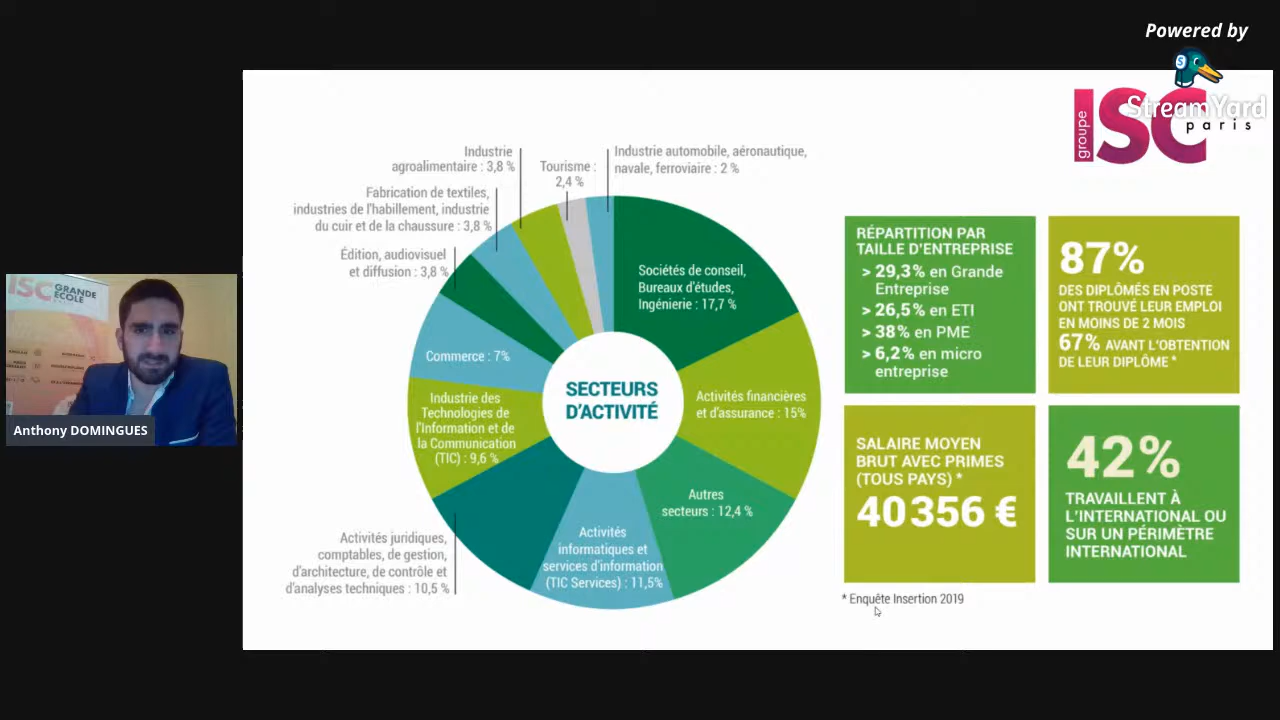 Powered by
StreamYard
groupe
ISC
paris
Industrie
agroalimentaire : 3,8 %
Tourisme :
2,4 %
Industrie automobile, aéronautique,
navale, ferroviaire : 2 %
Fabrication de textiles,
industries de l'habillement, industrie
du cuir et de la chaussure : 3,8 %
Édition, audiovisuel
et diffusion : 3,8 %
Sociétés de conseil,
Bureaux d'études,
Ingénierie : 17,7 %
Commerce : 7%
SECTEURS
D'ACTIVITÉ
Activités financières
et d'assurance : 15%
Industrie des
Technologies de
l'Information et de
la Communication
(TIC) : 9,6 %
Autres
secteurs : 12,4 %
Activités
informatiques et
services d'information
(TIC Services) : 11,5%
Activités juridiques,
comptables, de gestion,
d'architecture, de contrôle et
d'analyses techniques : 10,5 %
RÉPARTITION PAR
TAILLE D'ENTREPRISE
> 29,3% en Grande
Entreprise
> 26,5% en ETI
> 38% en PME
> 6,2% en micro
entreprise
87%
DES DIPLÔMÉS EN POSTE
ONT TROUVÉ LEUR EMPLOI
EN MOINS DE 2 MOIS
67% AVANT L'OBTENTION
DE LEUR DIPLÔME *
SALAIRE MOYEN
BRUT AVEC PRIMES
(TOUS PAYS) *
40 356 €
42%
TRAVAILLENT À
L'INTERNATIONAL OU
SUR UN PÉRIMÈTRE
INTERNATIONAL
* Enquête Insertion 2019
ISC
GRANDE
ECOLE
Anthony DOMINGUES